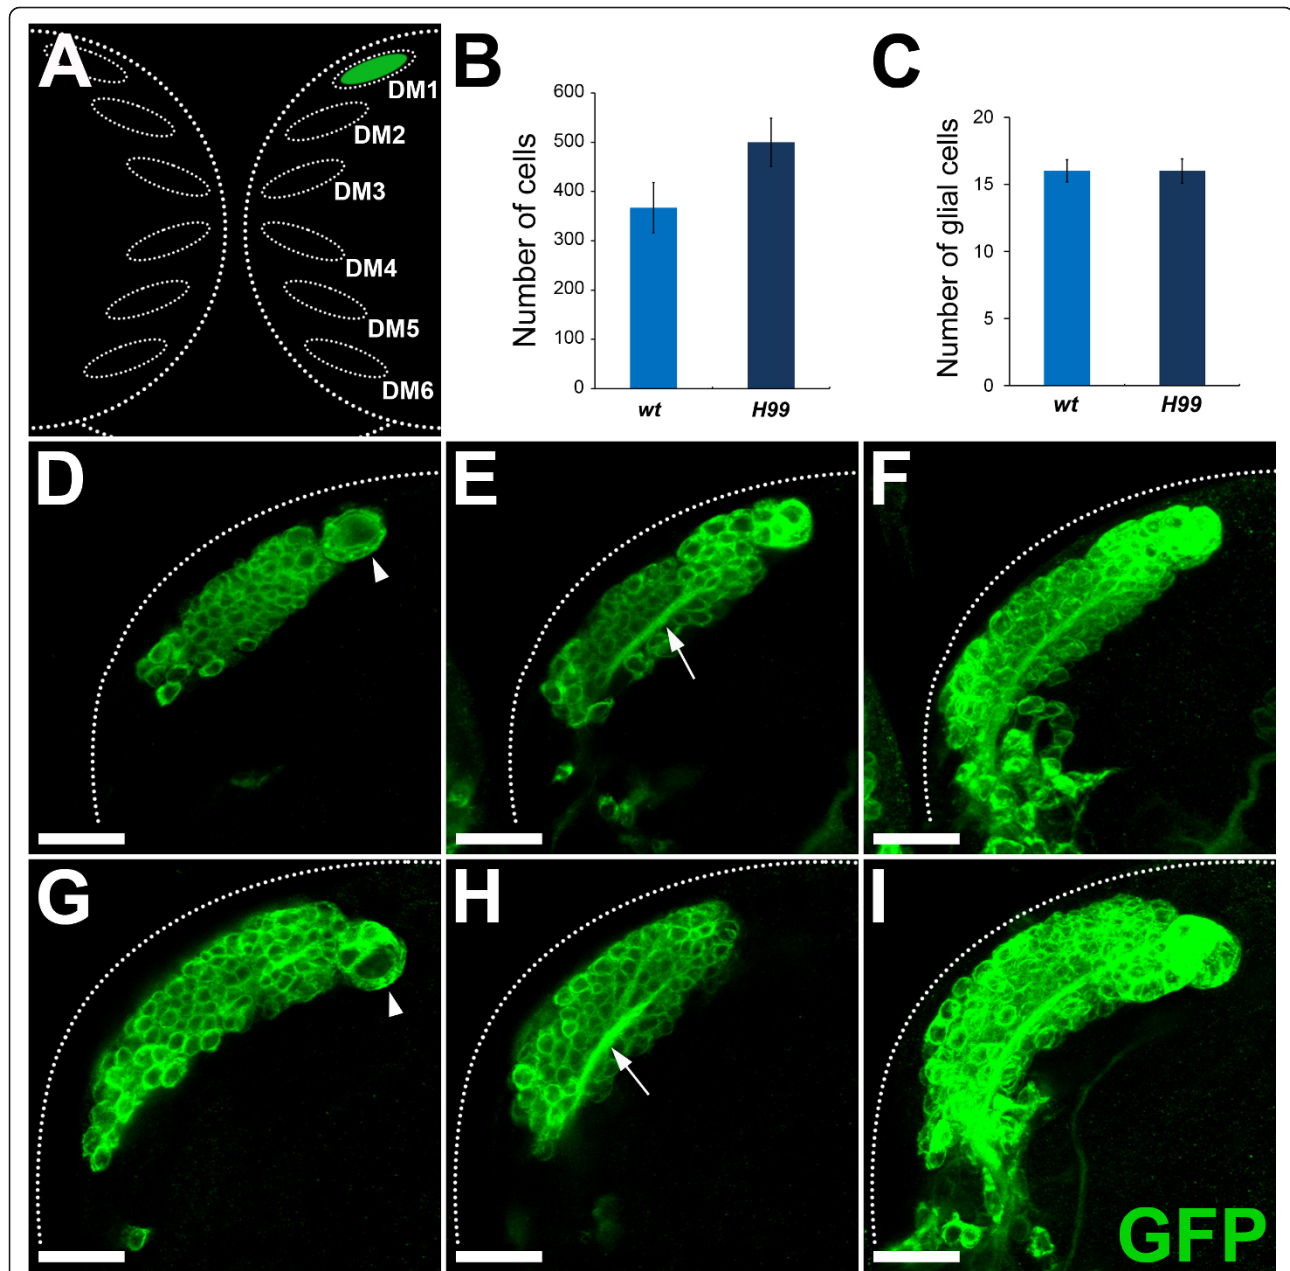 A
DM1
DM2
DM3
DM4
DM5
DM6
B
Number of cells
600
500
400
300
200
100
0
wt
H99
C
Number of glial cells
20
15
10
5
0
wt
H99
D
E
F
G
H
I
GFP